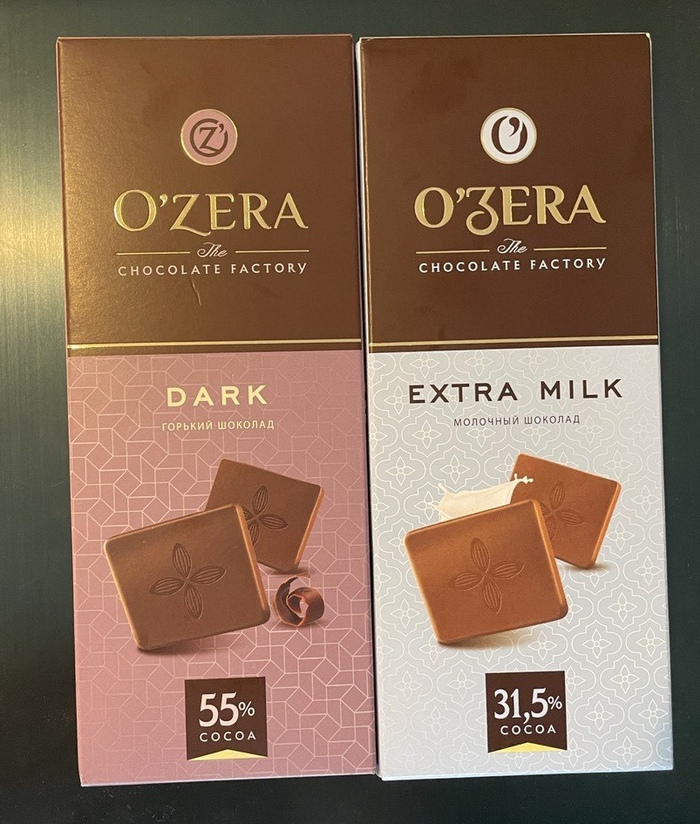 Z'
O'ZERA
The
CHOCOLATE FACTORY
DARK
ГОРЬКИЙ ШОКОЛАД
55%
COCOA
O'
O'ZERA
The
CHOCOLATE FACTORY
EXTRA MILK
МОЛОЧНЫЙ ШОКОЛАД
31,5%
COCOA